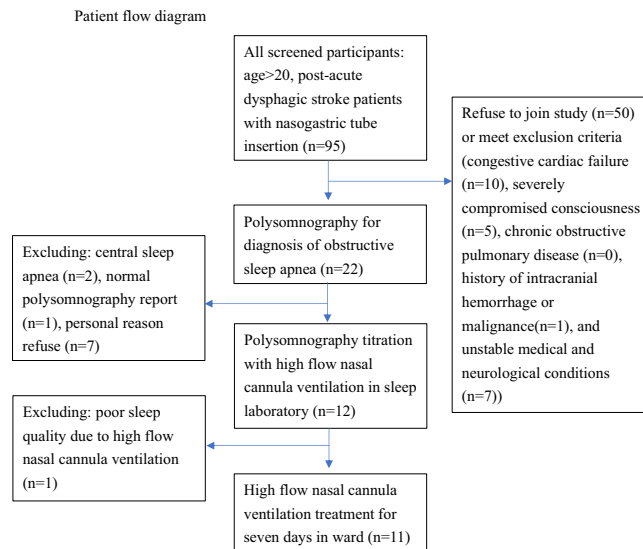 Patient flow diagram
All screened participants:
age>20, post-acute
dysphagic stroke patients
with nasogastric tube
insertion (n=95)
Refuse to join study (n=50)
or meet exclusion criteria
(congestive cardiac failure
(n=10), severely
compromised consciousness
(n=5), chronic obstructive
pulmonary disease (n=0),
history of intracranial
hemorrhage or
malignance(n=1), and
unstable medical and
neurological conditions
(n=7))
Polysomnography for
diagnosis of obstructive
sleep apnea (n=22)
Excluding: central sleep
apnea (n=2), normal
polysomnography report
(n=1), personal reason
refuse (n=7)
Polysomnography titration
with high flow nasal
cannula ventilation in sleep
laboratory (n=12)
Excluding: poor sleep
quality due to high flow
nasal cannula ventilation
(n=1)
High flow nasal cannula
ventilation treatment for
seven days in ward (n=11)